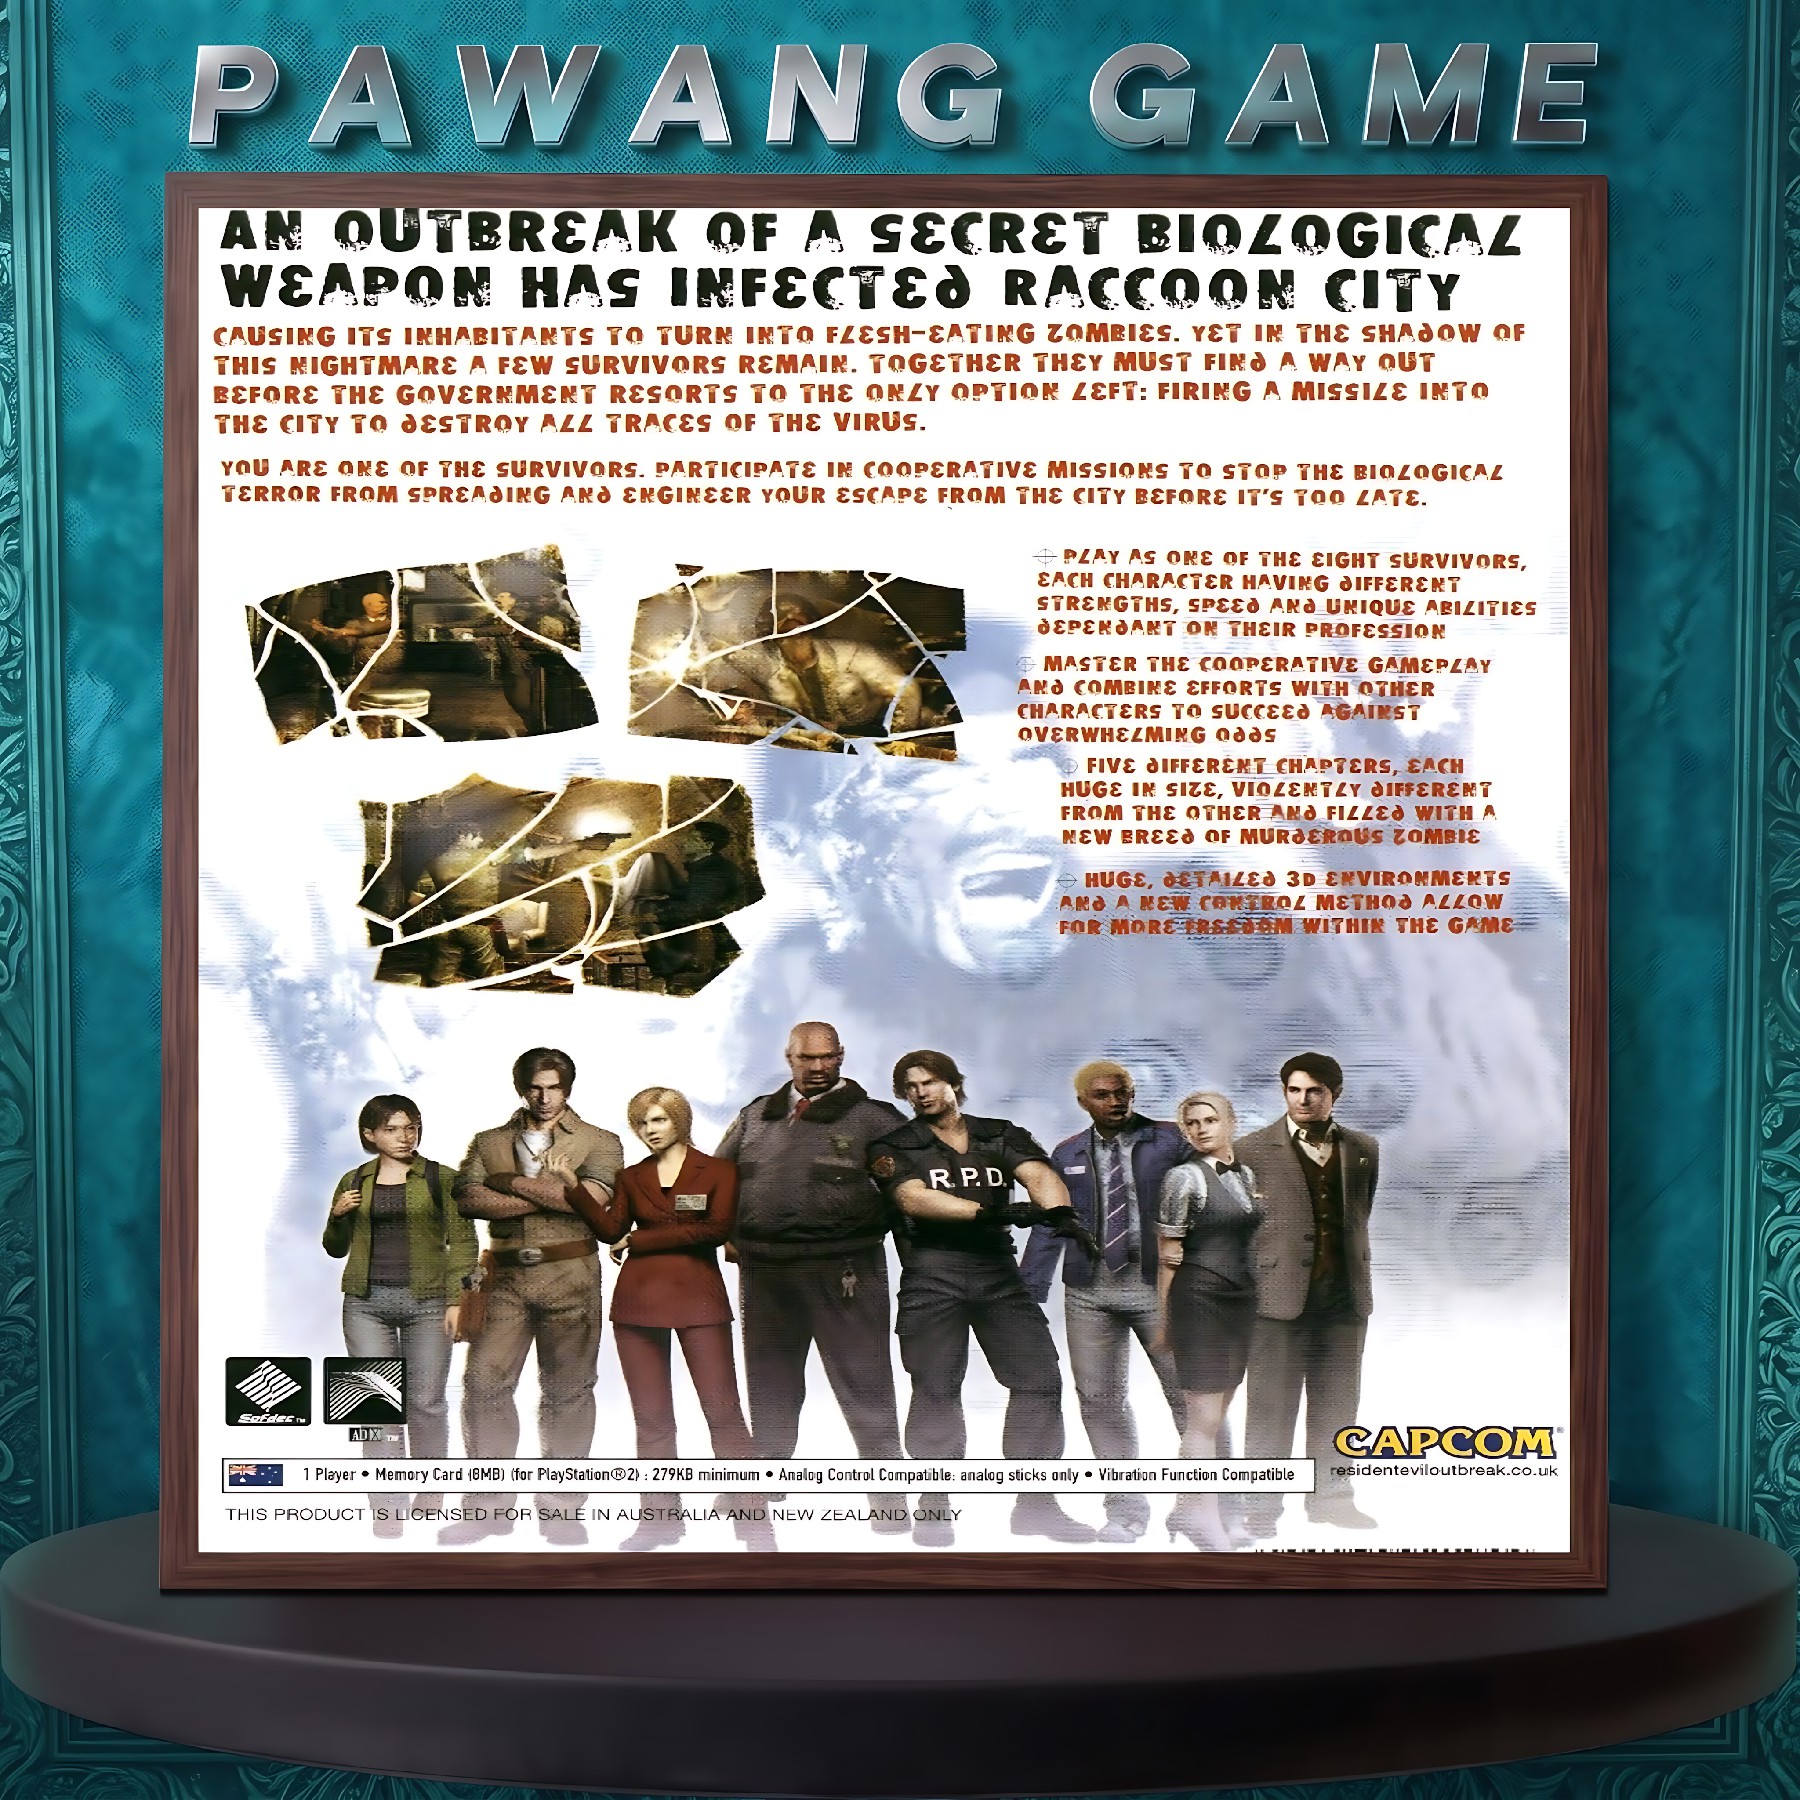 PAWANG GAME
AN OUTBREAK OF A SECRET BIOLOGICAL
WEAPON HAS INFECTED RACCOON CITY
CAUSING ITS INHABITANTS TO TURN INTO FLESH-EATING ZOMBIES. YET IN THE SHADOW OF
THIS NIGHTMARE A FEW SURVIVORS REMAIN. TOGETHER THEY MUST FIND A WAY OUT
BEFORE THE GOVERNMENT RESORTS TO THE ONLY OPTION LEFT: FIRING A MISSILE INTO
THE CITY TO DESTROY ALL TRACES OF THE VIRUS.
YOU ARE ONE OF THE SURVIVORS. PARTICIPATE IN COOPERATIVE MISSIONS TO STOP THE BIOLOGICAL
TERROR FROM SPREADING AND ENGINEER YOUR ESCAPE FROM THE CITY BEFORE IT'S TOO LATE.
PLAY AS ONE OF THE EIGHT SURVIVORS,
EACH CHARACTER HAVING DIFFERENT
STRENGTHS, SPEED AND UNIQUE ABILITIES
DEPENDANT ON THEIR PROFESSION
MASTER THE COOPERATIVE GAMEPLAY
AND COMBINE EFFORTS WITH OTHER
CHARACTERS TO SUCCEED AGAINST
OVERWHELMING ODDS
FIVE DIFFERENT CHAPTERS, EACH
HUGE IN SIZE, VIOLENTLY DIFFERENT
FROM THE OTHER AND FILLED WITH A
NEW BREED OF MURDEROUS ZOMBIE
HUGE, DETAILED 3D ENVIRONMENTS
AND A NEW CONTROL METHOD ALLOW
FOR MORE FREEDOM WITHIN THE GAME
R.P.D.
Sofdec™
ADX™
CAPCOM®
residenteviloutbreak.co.uk
1 Player • Memory Card (8MB) (for PlayStation®2) : 279KB minimum • Analog Control Compatible: analog sticks only • Vibration Function Compatible
THIS PRODUCT IS LICENSED FOR SALE IN AUSTRALIA AND NEW ZEALAND ONLY